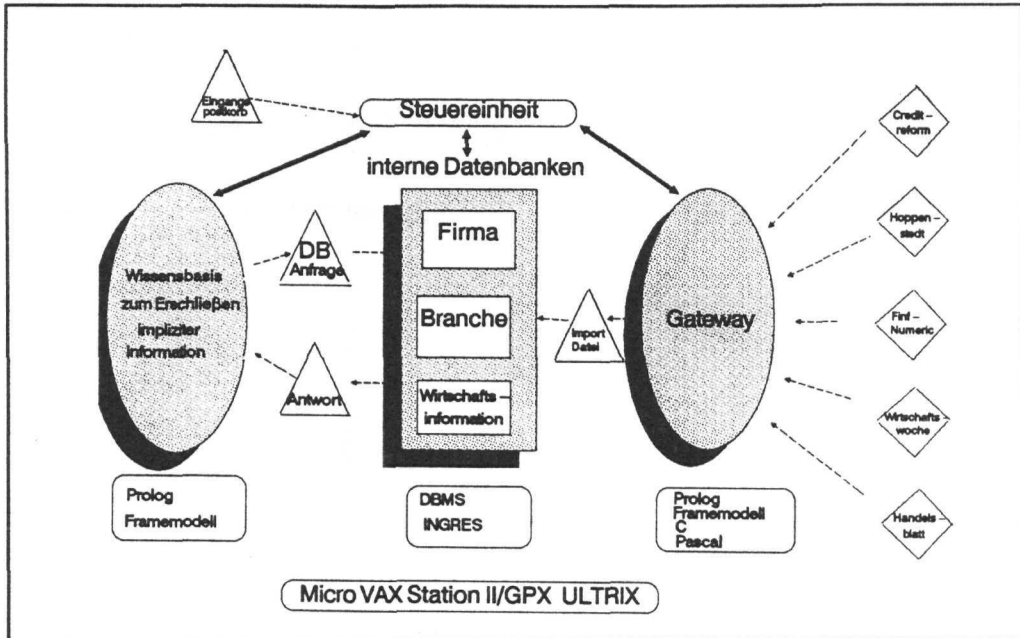 Eingangs
postkorb
Steuereinheit
interne Datenbanken
Credit –
reform
Hoppen –
stedt
Finf –
Numeric
Wirtschafts –
woche
Handels –
blatt
Wissensbasis
zum Erschließen
impliziter
Information
DB
Anfrage
Antwort
Firma
Branche
Wirtschafts –
information
Import
Datei
Gateway
Prolog
Framemodell
DBMS
INGRES
Prolog
Framemodell
C
Pascal
Micro VAX Station II/GPX ULTRIX